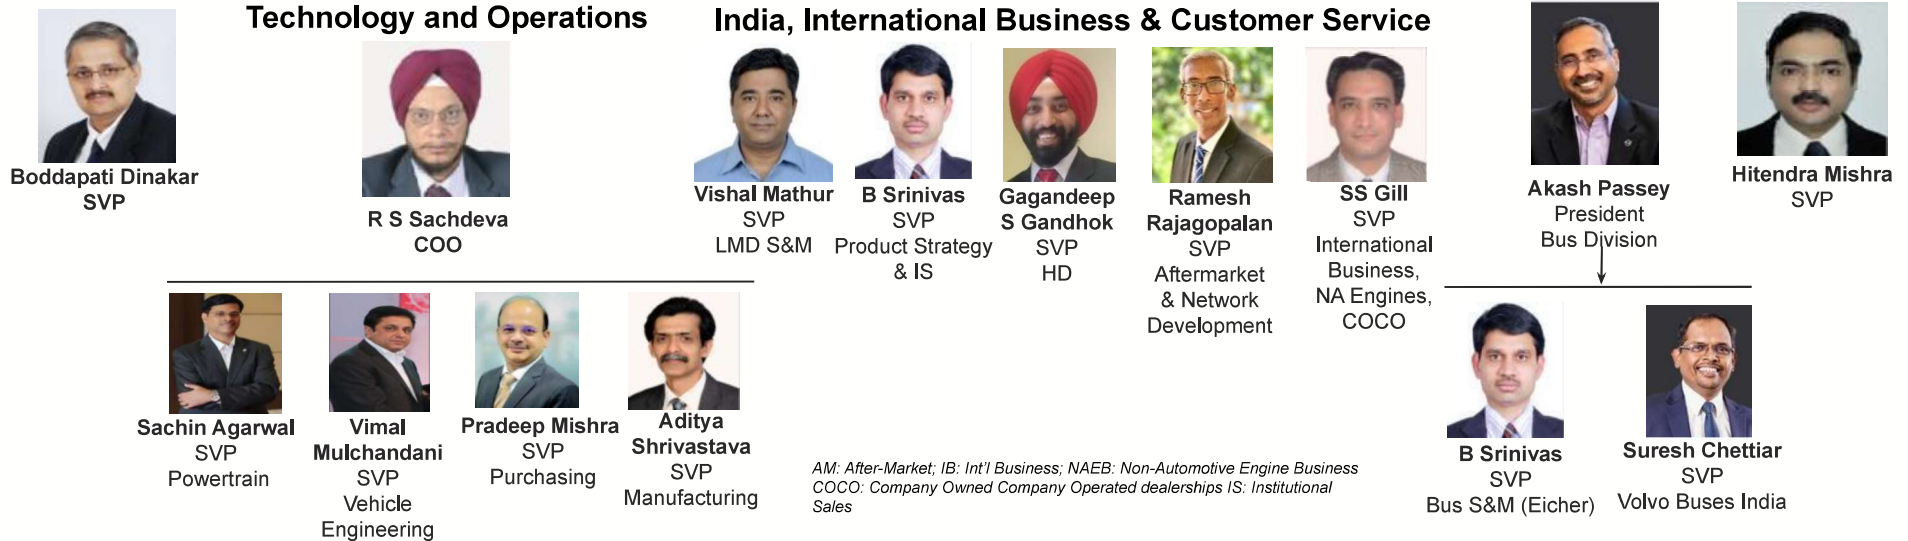 Technology and Operations
India, International Business & Customer Service
Boddapati Dinakar
SVP
R S Sachdeva
COO
Vishal Mathur
SVP
LMD S&M
B Srinivas
SVP
Product Strategy
& IS
Gagandeep
S Gandhok
SVP
HD
Ramesh
Rajagopalan
SVP
Aftermarket
& Network
Development
SS Gill
SVP
International
Business,
NA Engines,
COCO
Akash Passey
President
Bus Division
Hitendra Mishra
SVP
Sachin Agarwal
SVP
Powertrain
Vimal
Mulchandani
SVP
Vehicle
Engineering
Pradeep Mishra
SVP
Purchasing
Aditya
Shrivastava
SVP
Manufacturing
B Srinivas
SVP
Bus S&M (Eicher)
Suresh Chettiar
SVP
Volvo Buses India
AM: After-Market; IB: Int'l Business; NAEB: Non-Automotive Engine Business
COCO: Company Owned Company Operated dealerships IS: Institutional
Sales